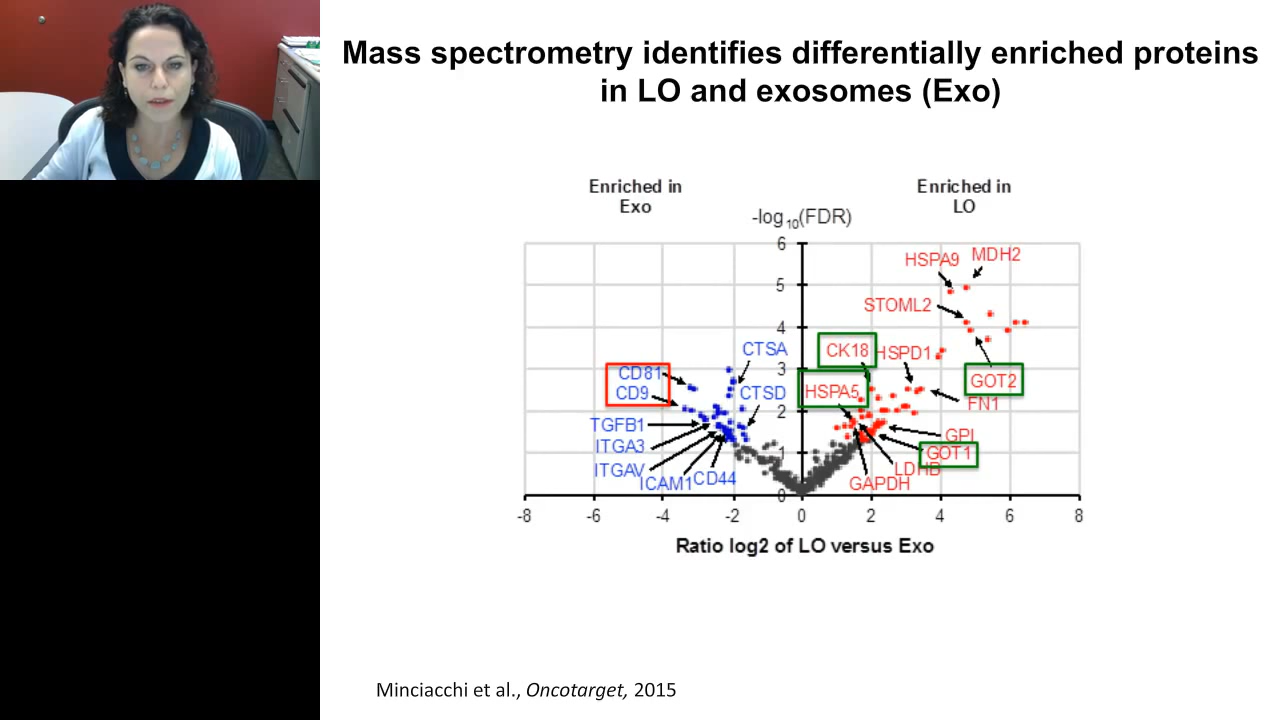 Mass spectrometry identifies differentially enriched proteins
in LO and exosomes (Exo)
Enriched in
Exo
Enriched in
LO
-log10(FDR)
6
5
4
3
2
1
0
HSPA9
MDH2
STOML2
CK18
HSPD1
GOT2
HSPA5
FN1
GPI
GOT1
LDHB
GAPDH
CTSA
CD81
CD9
CTSD
TGFB1
ITGA3
ITGAV
ICAM1
CD44
-8 -6 -4 -2 0 2 4 6 8
Ratio log2 of LO versus Exo
Minciacchi et al., Oncotarget, 2015